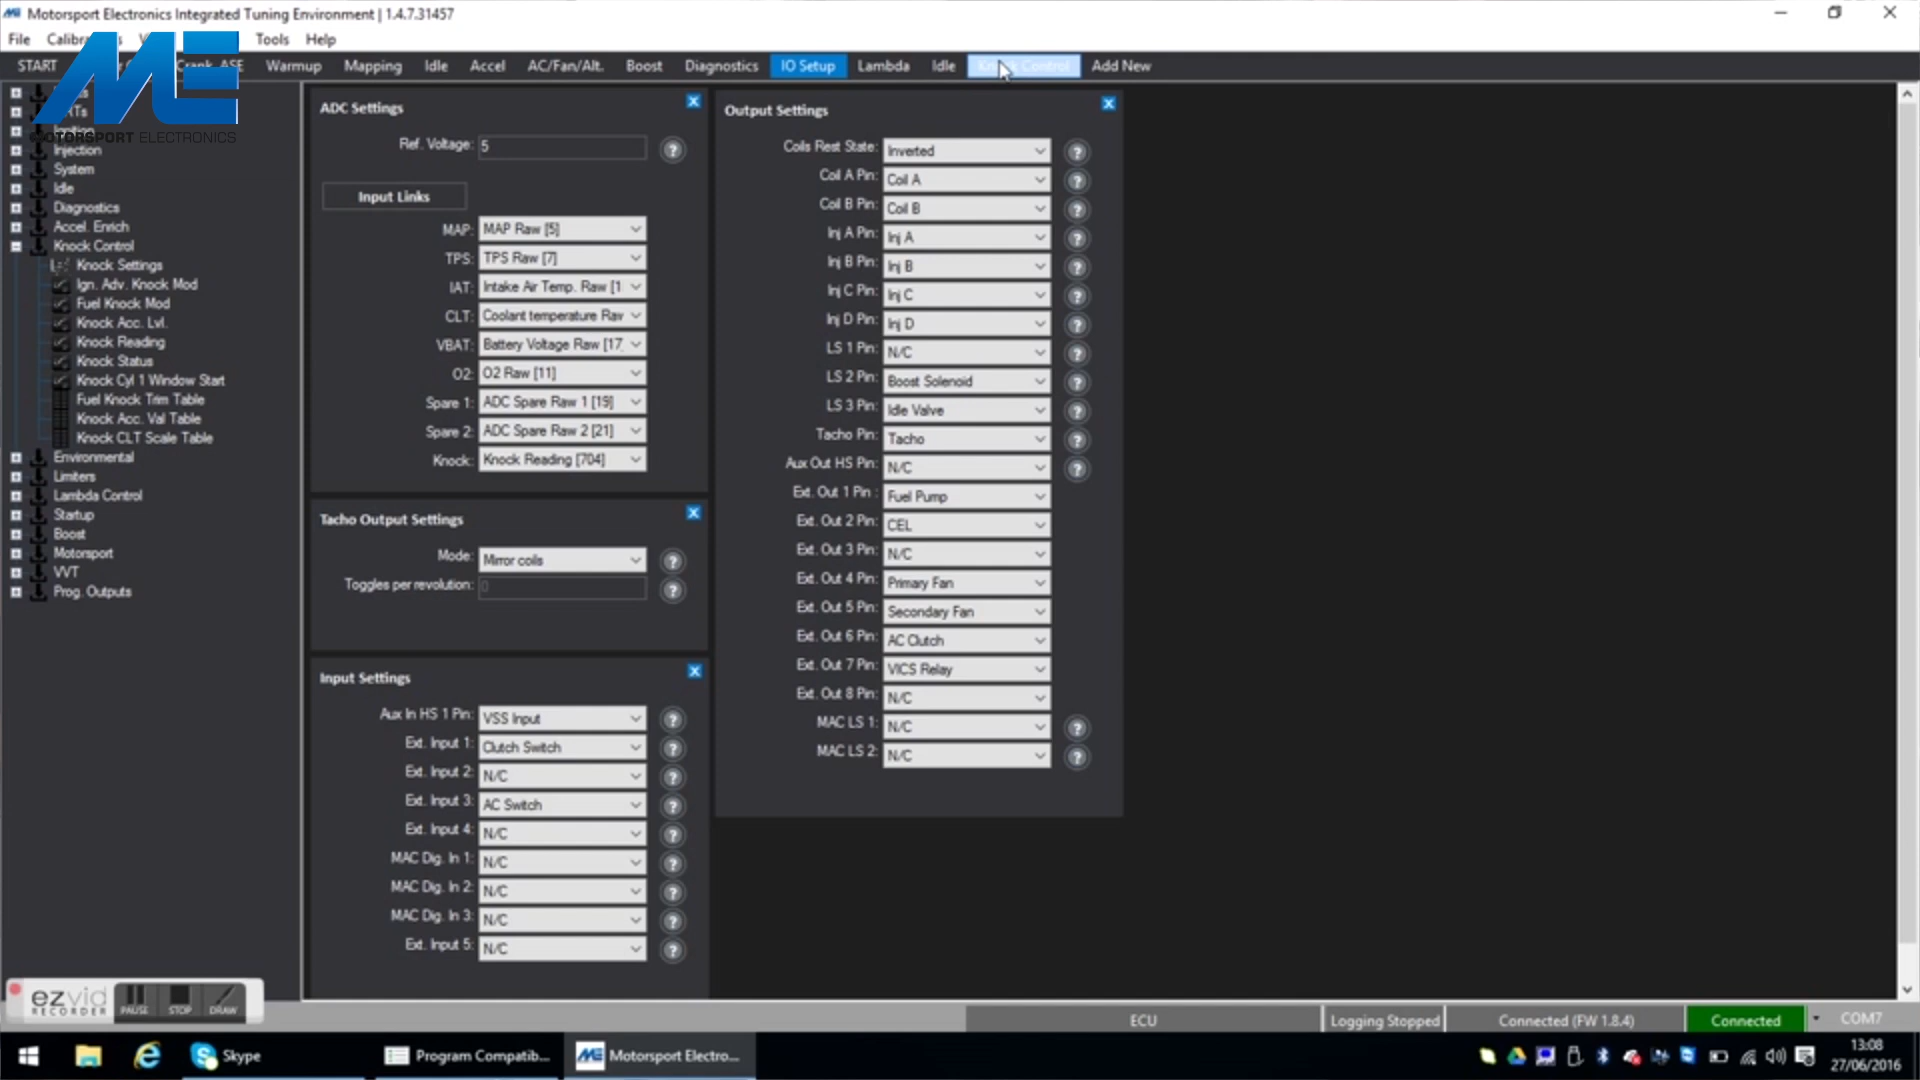 Motorsport Electronics Integrated Tuning Environment | 1.4.7.31457
File
Tools Help
START Crank, ASE Warmup Mapping Idle Accel AC/Fan/Alt. Boost Diagnostics IO Setup Lambda Idle Knock Control Add New
MOTORSPORT ELECTRONICS
Injection
System
Idle
Diagnostics
Accel. Enrich
Knock Control
Knock Settings
Ign. Adv. Knock Mod
Fuel Knock Mod
Knock Acc. Lvl.
Knock Reading
Knock Status
Knock Cyl 1 Window Start
Fuel Knock Trim Table
Knock Acc. Val Table
Knock CLT Scale Table
Environmental
Limiters
Lambda Control
Startup
Boost
Motorsport
VVT
Prog. Outputs
ADC Settings
Ref. Voltage: 5
Input Links
MAP: MAP Raw [5]
TPS: TPS Raw [7]
IAT: Intake Air Temp. Raw [1
CLT: Coolant temperature Rav
VBAT: Battery Voltage Raw [17
O2: O2 Raw [11]
Spare 1: ADC Spare Raw 1 [19]
Spare 2: ADC Spare Raw 2 [21]
Knock: Knock Reading [704]
Tacho Output Settings
Mode: Mirror coils
Toggles per revolution: 0
Input Settings
Aux In HS 1 Pin: VSS Input
Ext. Input 1: Clutch Switch
Ext. Input 2: N/C
Ext. Input 3: AC Switch
Ext. Input 4: N/C
MAC Dig. In 1: N/C
MAC Dig. In 2: N/C
MAC Dig. In 3: N/C
Ext. Input 5: N/C
Output Settings
Coils Rest State: Inverted
Coil A Pin: Coil A
Coil B Pin: Coil B
Inj A Pin: Inj A
Inj B Pin: Inj B
Inj C Pin: Inj C
Inj D Pin: Inj D
LS 1 Pin: N/C
LS 2 Pin: Boost Solenoid
LS 3 Pin: Idle Valve
Tacho Pin: Tacho
Aux Out HS Pin: N/C
Ext. Out 1 Pin : Fuel Pump
Ext. Out 2 Pin: CEL
Ext. Out 3 Pin: N/C
Ext. Out 4 Pin: Primary Fan
Ext. Out 5 Pin: Secondary Fan
Ext. Out 6 Pin: AC Clutch
Ext. Out 7 Pin: VICS Relay
Ext. Out 8 Pin: N/C
MAC LS 1: N/C
MAC LS 2: N/C
ezvid
RECORDER
PAUSE STOP DRAW
ECU Logging Stopped Connected (FW 1.8.4) Connected COM7
Skype Program Compatib... Motorsport Electro...
13:08
27/06/2016